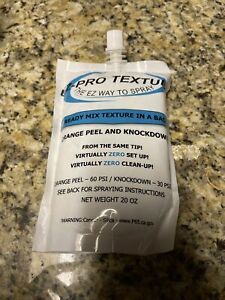 -PRO TEXTU
THE EZ WAY TO SPRAY
READY MIX TEXTURE IN A BAG
RANGE PEEL AND KNOCKDOWN
FROM THE SAME TIP!
VIRTUALLY ZERO SET UP!
VIRTUALLY ZERO CLEAN-UP!
RANGE PEEL – 60 PSI / KNOCKDOWN – 30 PSI
SEE BACK FOR SPRAYING INSTRUCTIONS
NET WEIGHT 20 OZ
WARNING: